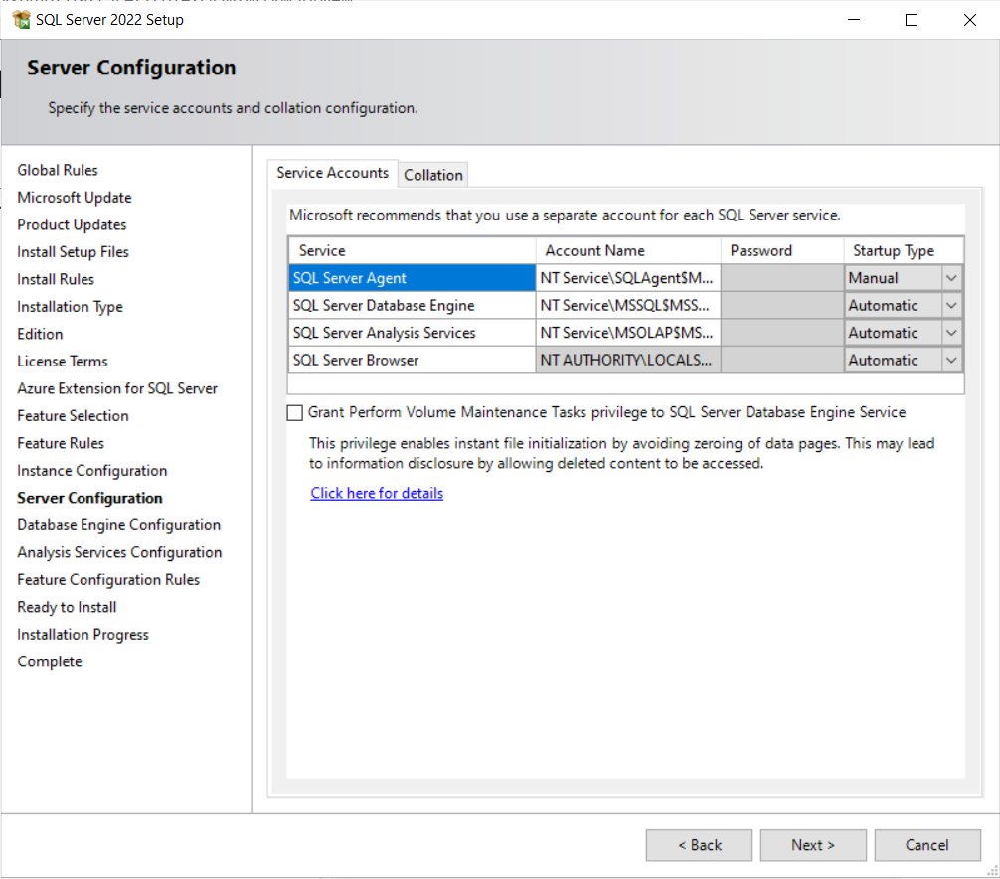 SQL Server 2022 Setup
Server Configuration
Specify the service accounts and collation configuration.
Global Rules
Microsoft Update
Product Updates
Install Setup Files
Install Rules
Installation Type
Edition
License Terms
Azure Extension for SQL Server
Feature Selection
Feature Rules
Instance Configuration
Server Configuration
Database Engine Configuration
Analysis Services Configuration
Feature Configuration Rules
Ready to Install
Installation Progress
Complete
Service Accounts Collation
Microsoft recommends that you use a separate account for each SQL Server service.
Service Account Name Password Startup Type
SQL Server Agent NT Service\SQLAgent$M... Manual
SQL Server Database Engine NT Service\MSSQL$MSS... Automatic
SQL Server Analysis Services NT Service\MSOLAP$MS... Automatic
SQL Server Browser NT AUTHORITY\LOCALS... Automatic
Grant Perform Volume Maintenance Tasks privilege to SQL Server Database Engine Service
This privilege enables instant file initialization by avoiding zeroing of data pages. This may lead
to information disclosure by allowing deleted content to be accessed.
Click here for details
< Back Next > Cancel